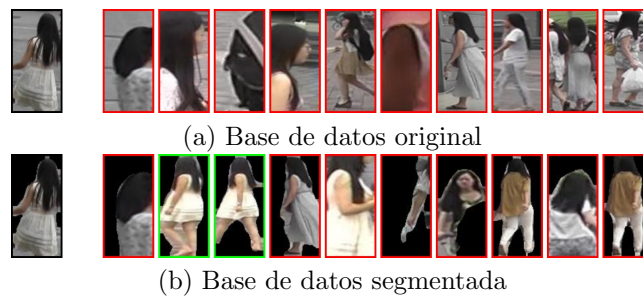 (a) Base de datos original
(b) Base de datos segmentada